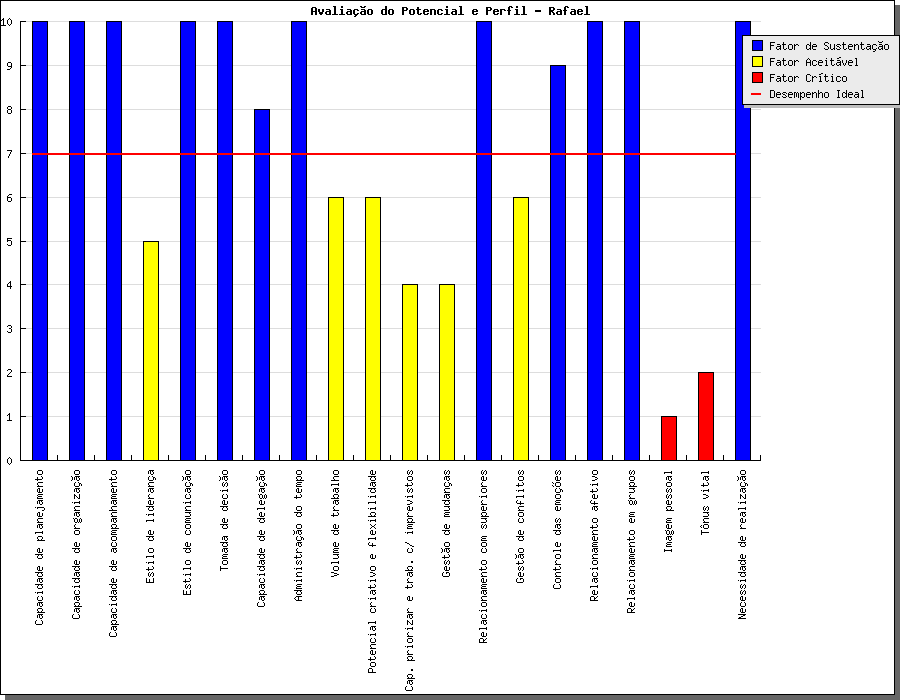 Avaliação do Potencial e Perfil - Rafael
10
9
8
7
6
5
4
3
2
1
0
Fator de Sustentação
Fator Aceitável
Fator Crítico
Desempenho Ideal
Capacidade de planejamento
Capacidade de organização
Capacidade de acompanhamento
Estilo de liderança
Estilo de comunicação
Tomada de decisão
Capacidade de delegação
Administração do tempo
Volume de trabalho
Potencial criativo e flexibilidade
Cap. priorizar e trab. c/ imprevistos
Gestão de mudanças
Relacionamento com superiores
Gestão de conflitos
Controle das emoções
Relacionamento afetivo
Relacionamento em grupos
Imagem pessoal
Tônus vital
Necessidade de realização